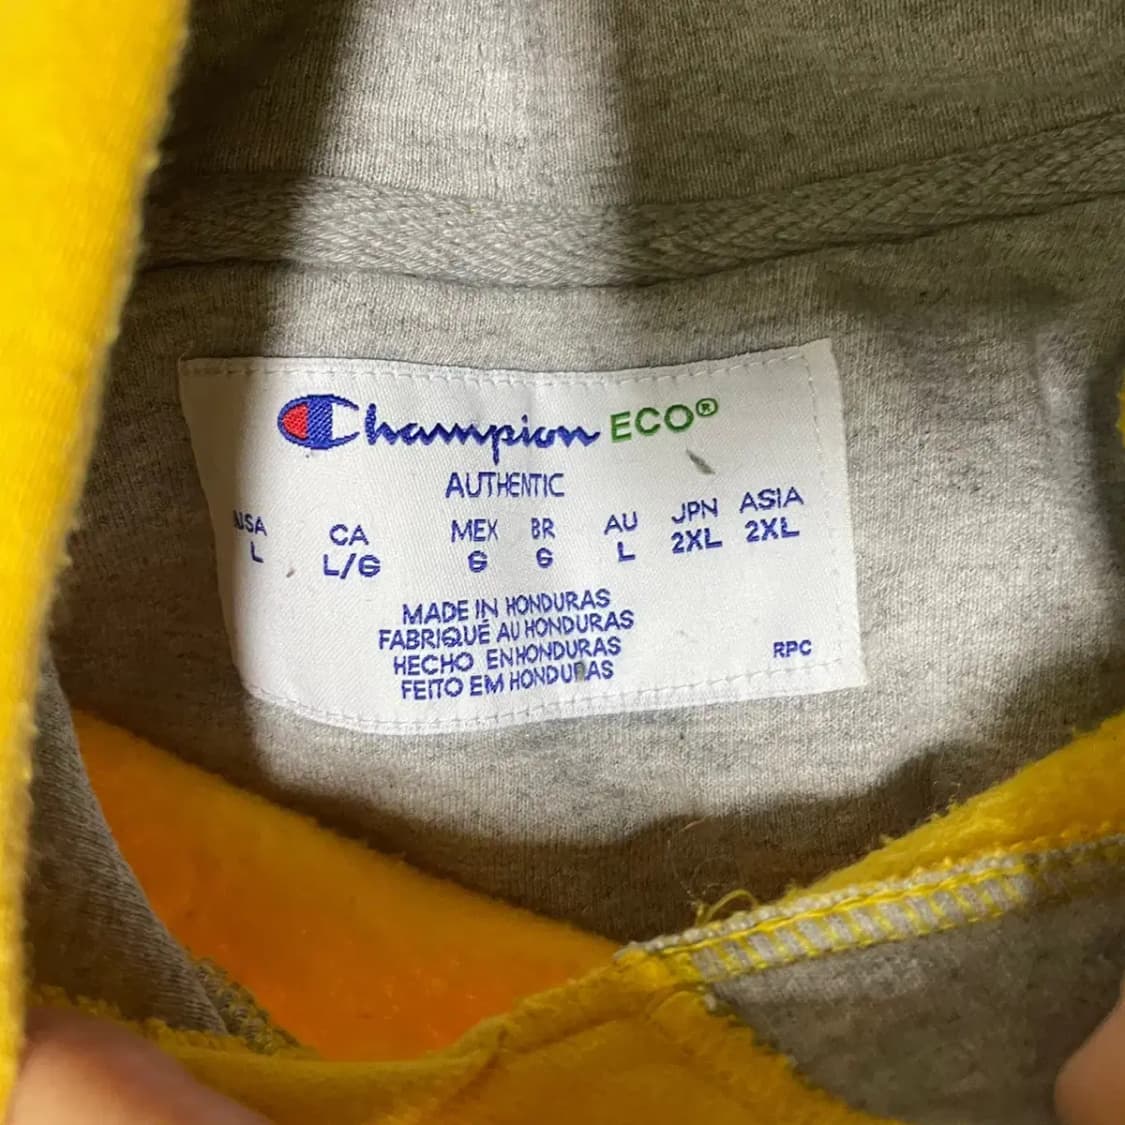 Champion ECO®
AUTHENTIC
USA CA MEX BR AU JPN ASIA
L L/G G G L 2XL 2XL
MADE IN HONDURAS
FABRIQUÉ AU HONDURAS
HECHO EN HONDURAS
FEITO EM HONDURAS
RPC